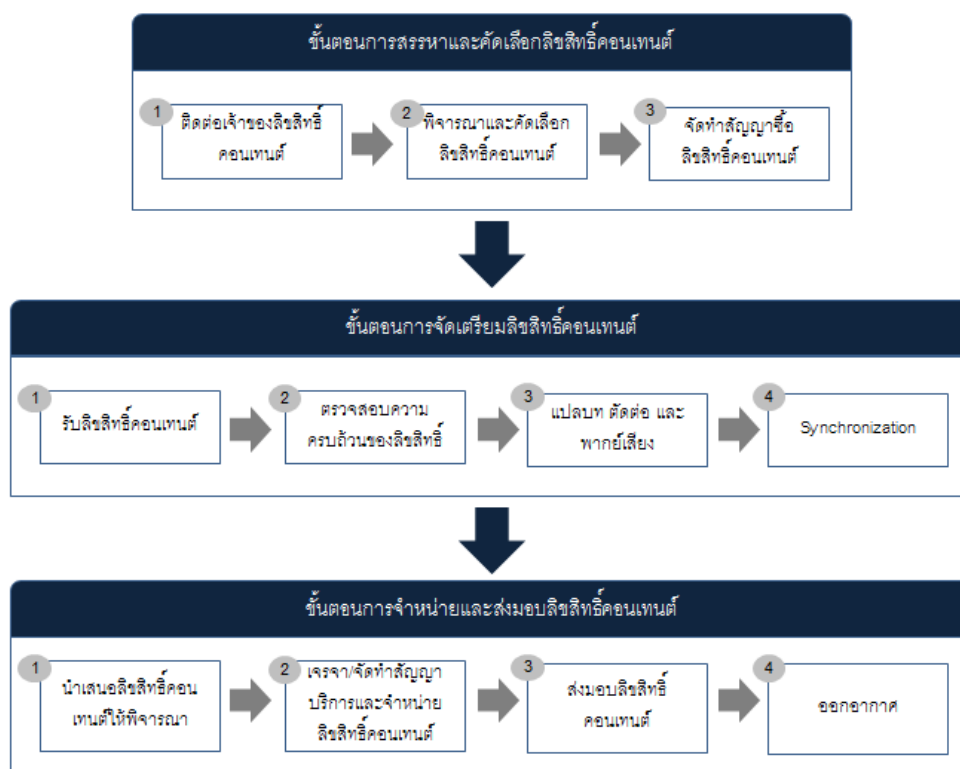 ขั้นตอนการสรรหาและคัดเลือกลิขสิทธิ์คอนเทนต์
1
ติดต่อเจ้าของลิขสิทธิ์
คอนเทนต์
2
พิจารณาและคัดเลือก
ลิขสิทธิ์คอนเทนต์
3
จัดทำสัญญาซื้อ
ลิขสิทธิ์คอนเทนต์
ขั้นตอนการจัดเตรียมลิขสิทธิ์คอนเทนต์
1
รับลิขสิทธิ์คอนเทนต์
2
ตรวจสอบความ
ครบถ้วนของลิขสิทธิ์
3
แปลบท ตัดต่อ และ
พากย์เสียง
4
Synchronization
ขั้นตอนการจำหน่ายและส่งมอบลิขสิทธิ์คอนเทนต์
1
นำเสนอลิขสิทธิ์คอน
เทนต์ให้พิจารณา
2
เจรจา/จัดทำสัญญา
บริการและจำหน่าย
ลิขสิทธิ์คอนเทนต์
3
ส่งมอบลิขสิทธิ์
คอนเทนต์
4
ออกอากาศ